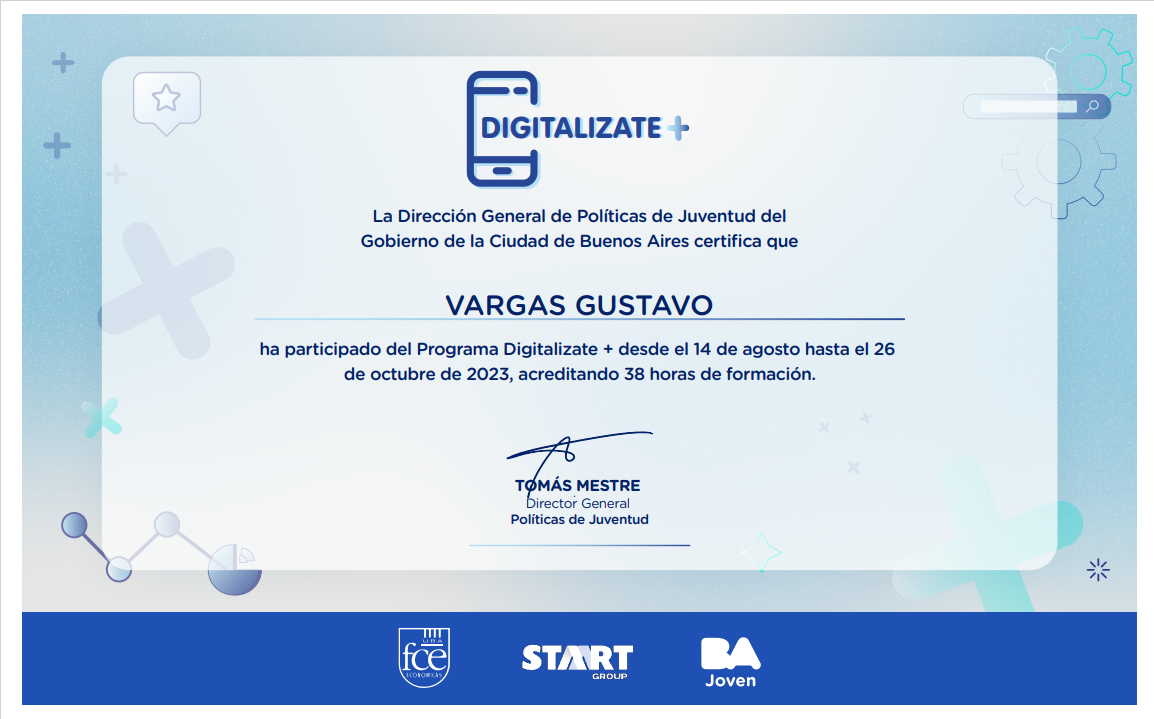 DIGITALIZATE +
La Dirección General de Políticas de Juventud del
Gobierno de la Ciudad de Buenos Aires certifica que
VARGAS GUSTAVO
ha participado del Programa Digitalizate + desde el 14 de agosto hasta el 26
de octubre de 2023, acreditando 38 horas de formación.
TOMÁS MESTRE
Director General
Políticas de Juventud
UBA
fce
ECONÓMICAS
START
GROUP
BA
Joven